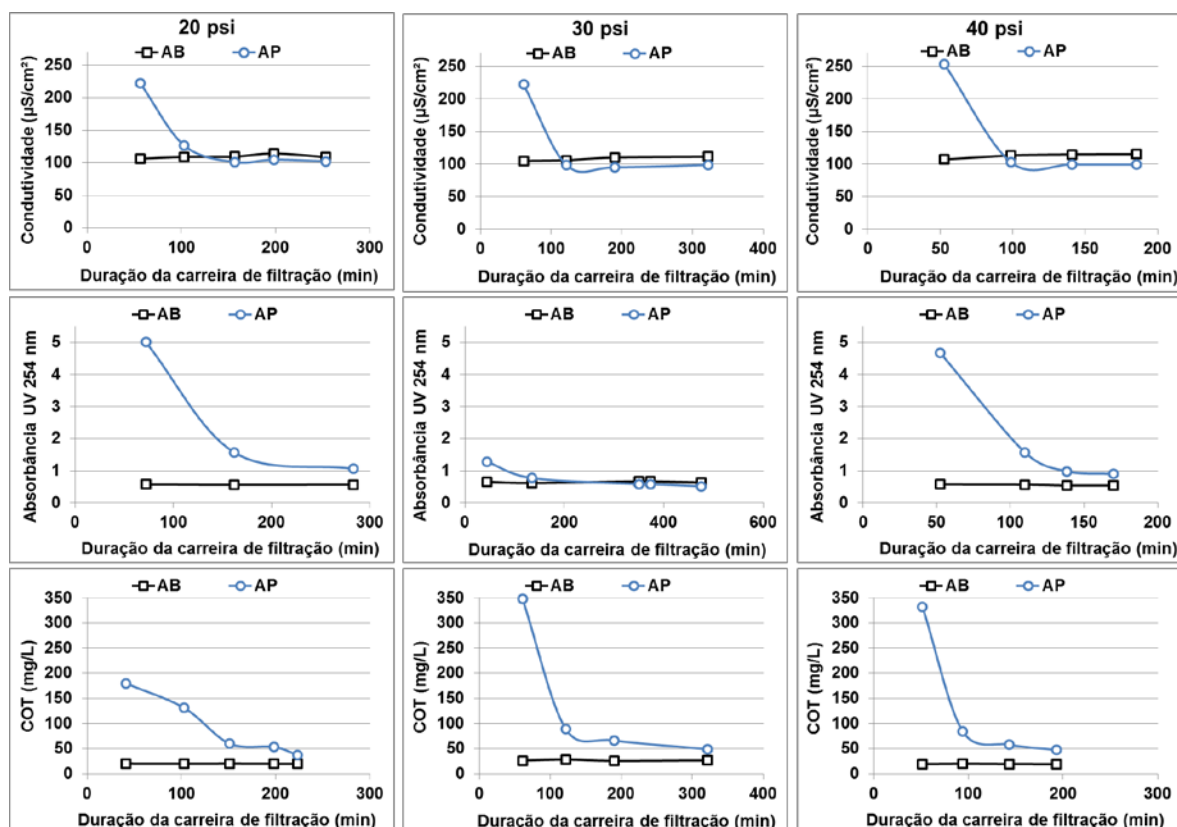 20 psi
AB AP
Condutividade (µS/cm²)
250
200
150
100
50
0
0 100 200 300
Duração da carreira de filtração (min)
30 psi
AB AP
Condutividade (µS/cm²)
250
200
150
100
50
0
0 100 200 300 400
Duração da carreira de filtração (min)
40 psi
AB AP
Condutividade (µS/cm²)
250
200
150
100
50
0
0 50 100 150 200
Duração da carreira de filtração (min)
AB AP
Absorbância UV 254 nm
5
4
3
2
1
0
0 100 200 300
Duração da carreira de filtração (min)
AB AP
Absorbância UV 254 nm
5
4
3
2
1
0
0 200 400 600
Duração da carreira de filtração (min)
AB AP
Absorbância UV 254 nm
5
4
3
2
1
0
0 50 100 150 200
Duração da carreira de filtração (min)
AB AP
COT (mg/L)
350
300
250
200
150
100
50
0
0 100 200 300
Duração da carreira de filtração (min)
AB AP
COT (mg/L)
350
300
250
200
150
100
50
0
0 100 200 300 400
Duração da carreira de filtração (min)
AB AP
COT (mg/L)
350
300
250
200
150
100
50
0
0 100 200 300
Duração da carreira de filtração (min)